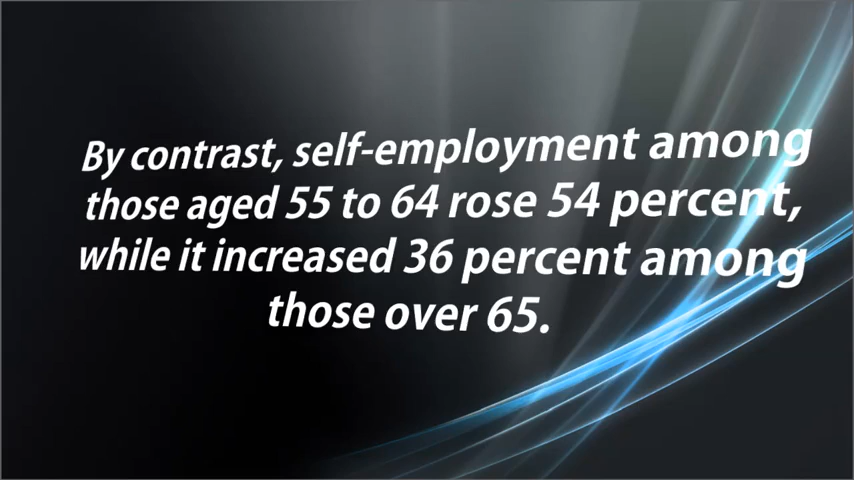 By contrast, self-employment among
those aged 55 to 64 rose 54 percent,
while it increased 36 percent among
those over 65.